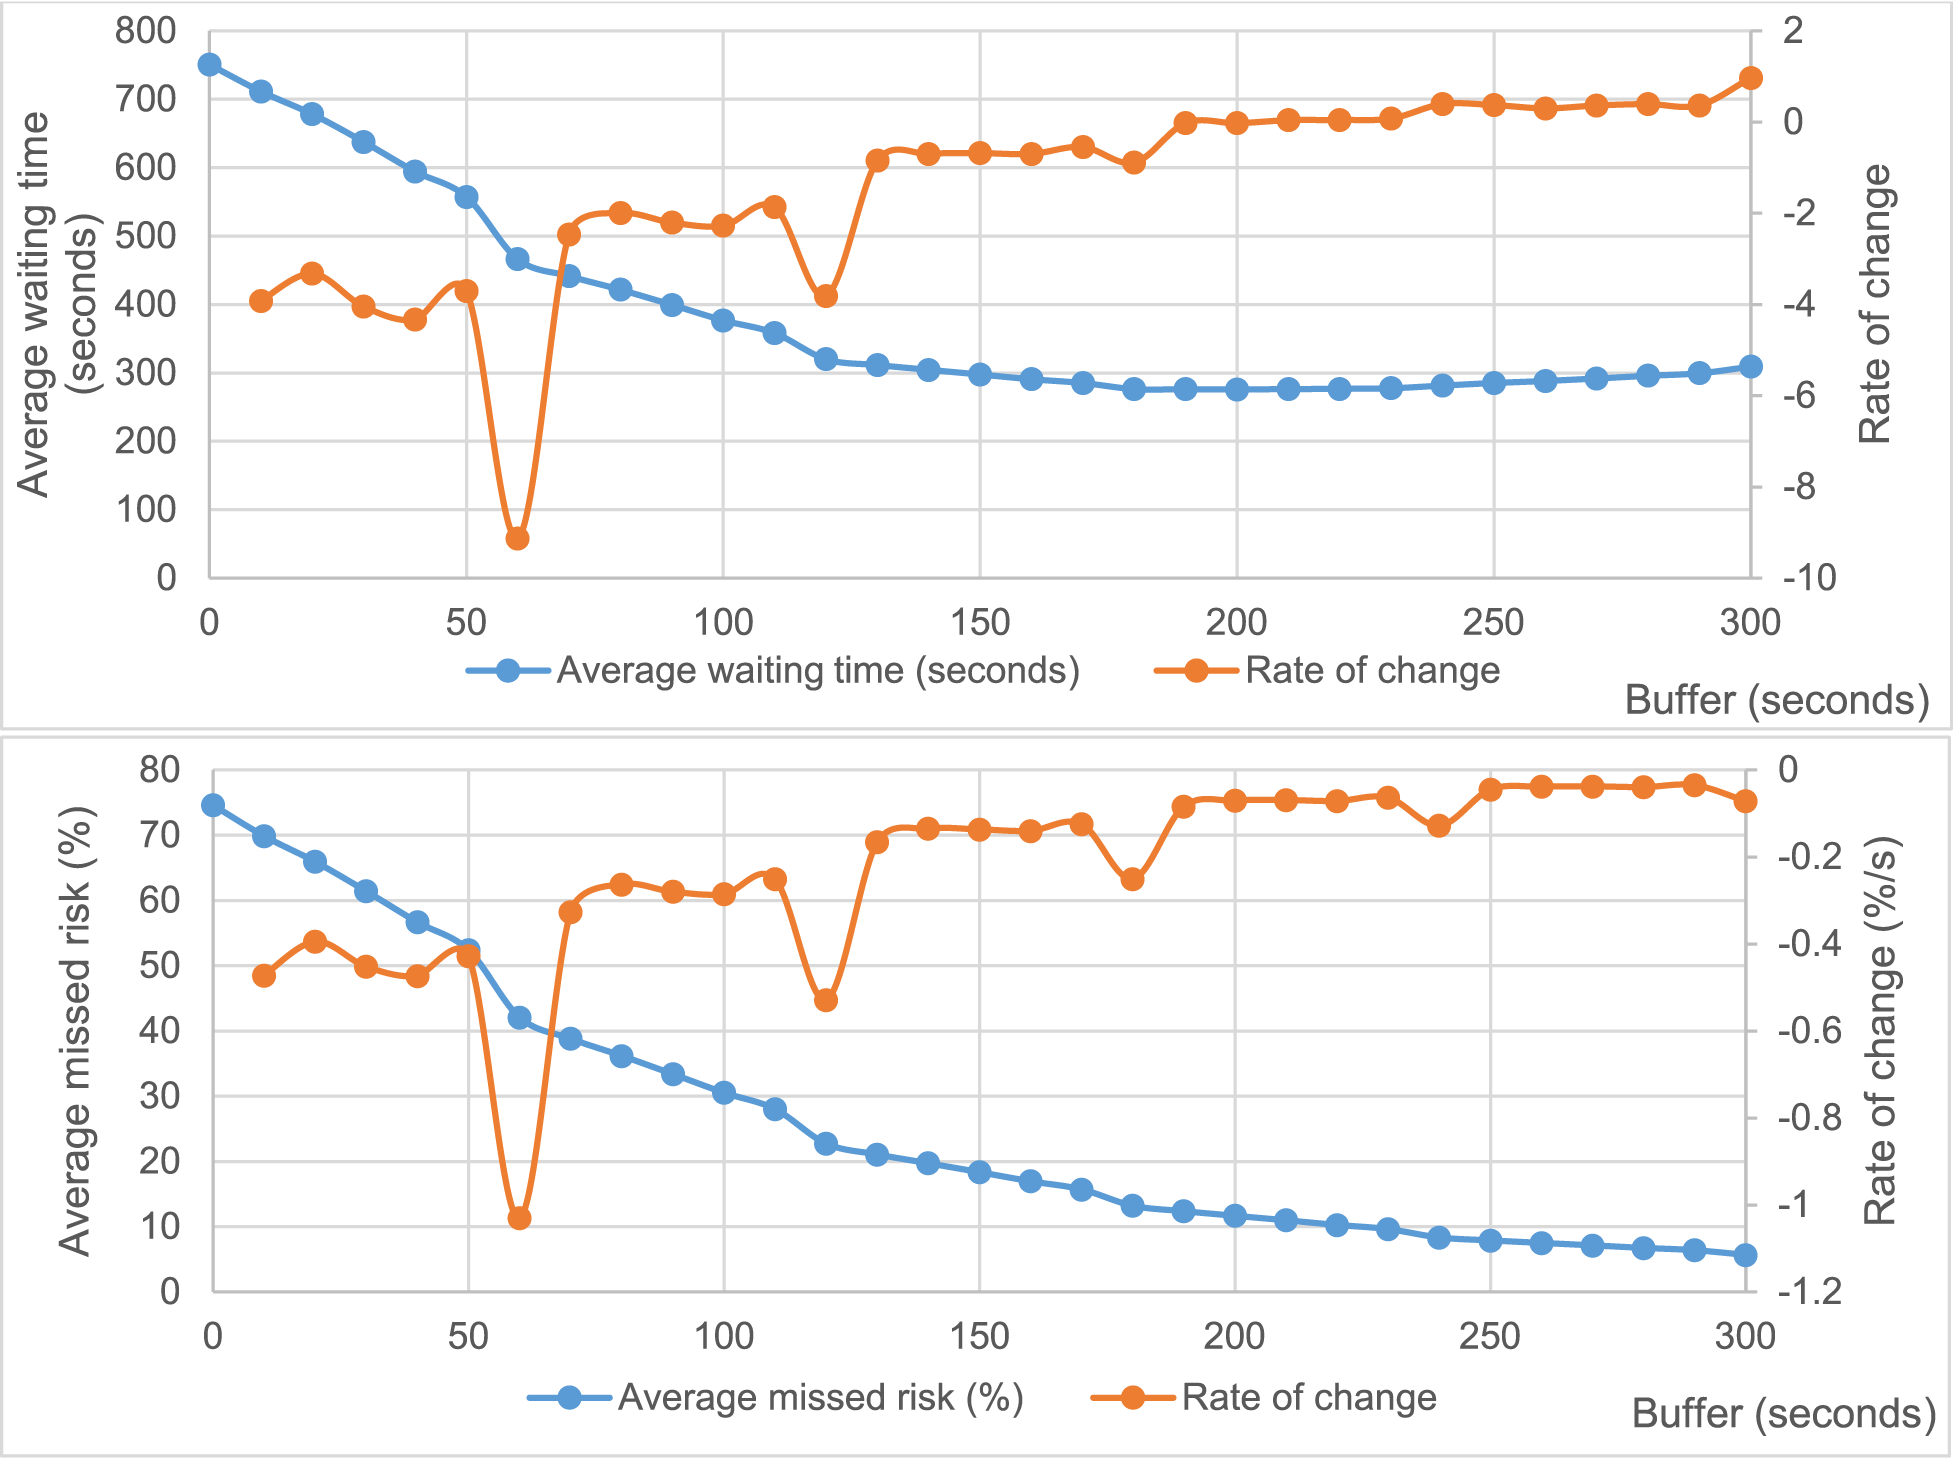 800
700
600
500
400
300
200
100
0
Average waiting time
(seconds)
2
0
-2
-4
-6
-8
-10
Rate of change
0 50 100 150 200 250 300
Average waiting time (seconds) Rate of change
Buffer (seconds)
80
70
60
50
40
30
20
10
0
Average missed risk (%)
0
-0.2
-0.4
-0.6
-0.8
-1
-1.2
Rate of change (%/s)
0 50 100 150 200 250 300
Average missed risk (%) Rate of change
Buffer (seconds)